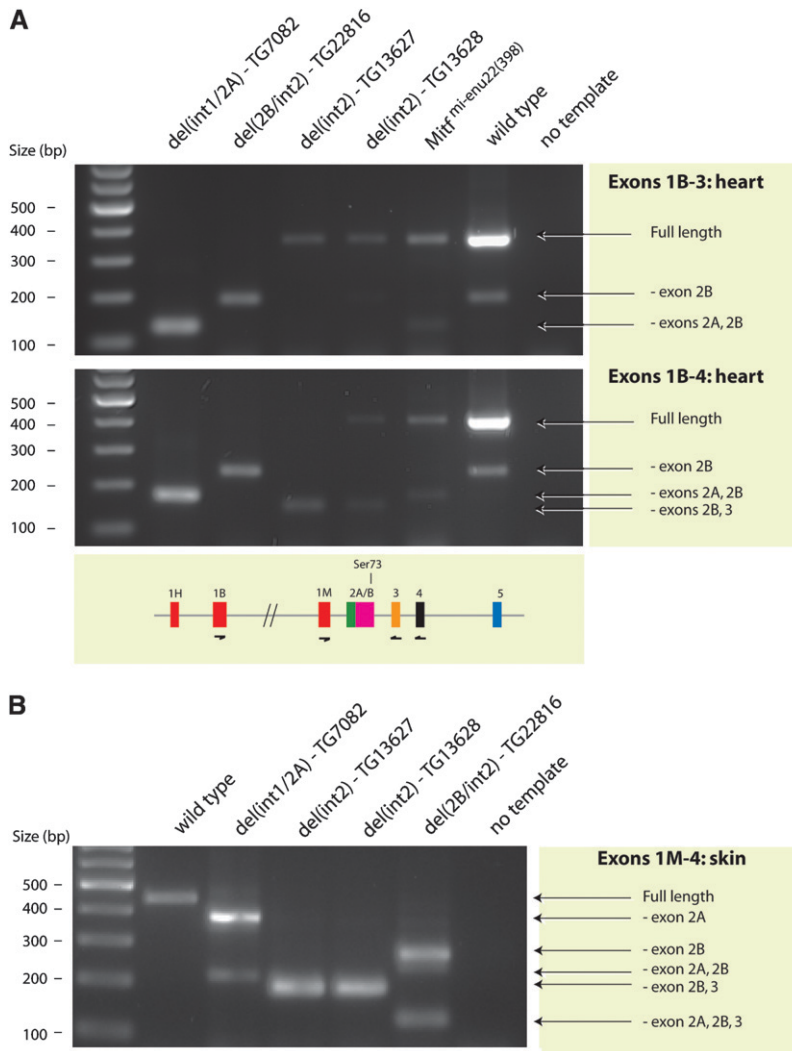 A
del(int1/2A) - TG7082
del(2B/int2) - TG22816
del(int2) - TG13627
del(int2) - TG13628
Mitf mi-enu22(398)
wild type
no template
Size (bp)
Exons 1B-3: heart
500
400
300
200
100
Full length
- exon 2B
- exons 2A, 2B
Exons 1B-4: heart
500
400
300
200
100
Full length
- exon 2B
- exons 2A, 2B
- exons 2B, 3
Ser73
1H 1B // 1M 2A/B 3 4 5
B
wild type
del(int1/2A) - TG7082
del(int2) - TG13627
del(int2) - TG13628
del(2B/int2) - TG22816
no template
Size (bp)
Exons 1M-4: skin
500
400
300
200
100
Full length
- exon 2A
- exon 2B
- exon 2A, 2B
- exon 2B, 3
- exon 2A, 2B, 3